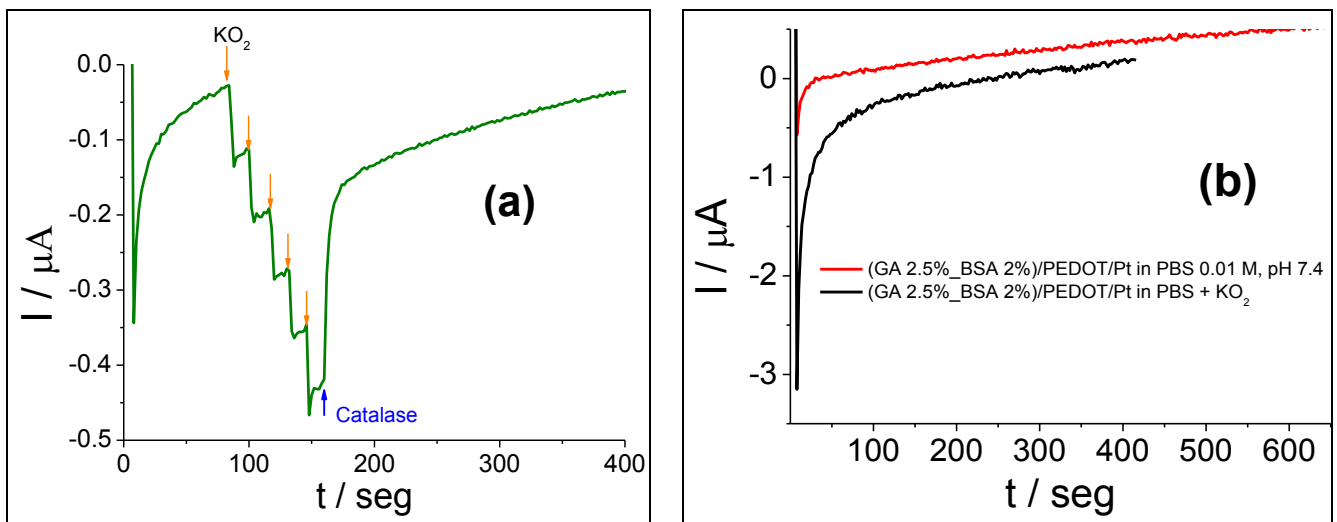 KO₂
0.0
-0.1
-0.2
-0.3
-0.4
-0.5
I / μA
(a)
Catalase
0 100 200 300 400
t / seg
0
-1
-2
-3
I / μA
(b)
(GA 2.5%_BSA 2%)/PEDOT/Pt in PBS 0.01 M, pH 7.4
(GA 2.5%_BSA 2%)/PEDOT/Pt in PBS + KO₂
100 200 300 400 500 600
t / seg